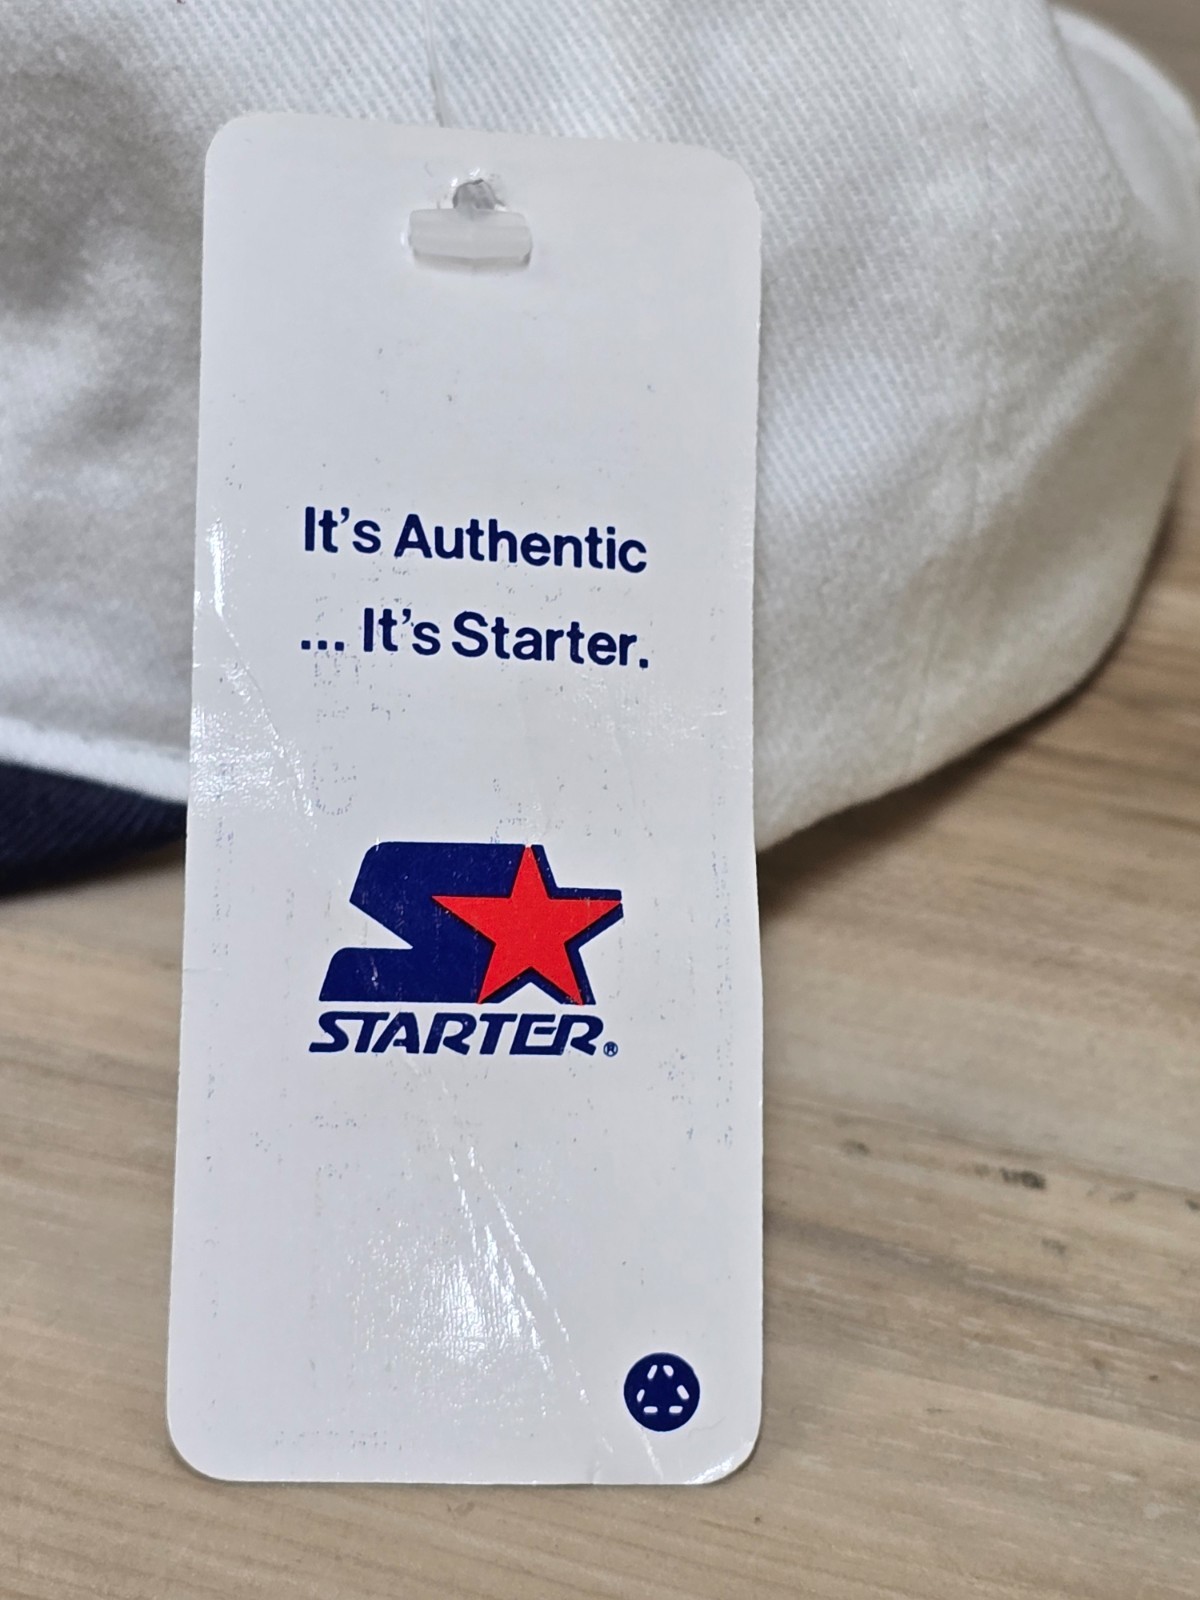 It's Authentic
... It's Starter.
STARTER®